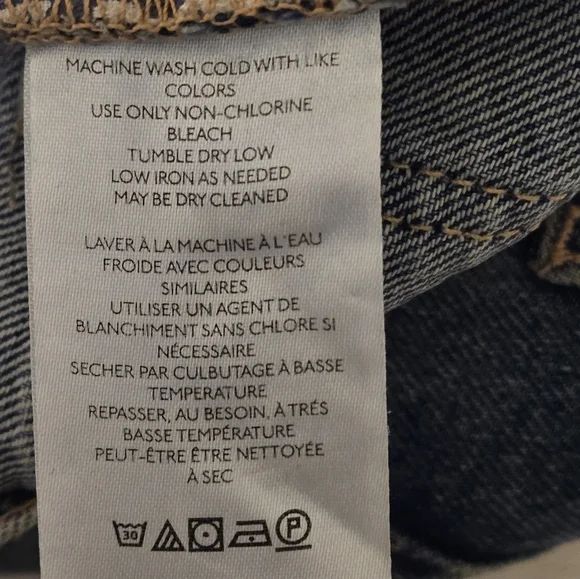 MACHINE WASH COLD WITH LIKE
COLORS
USE ONLY NON-CHLORINE
BLEACH
TUMBLE DRY LOW
LOW IRON AS NEEDED
MAY BE DRY CLEANED
LAVER À LA MACHINE À L'EAU
FROIDE AVEC COULEURS
SIMILAIRES
UTILISER UN AGENT DE
BLANCHIMENT SANS CHLORE SI
NÉCESSAIRE
SECHER PAR CULBUTAGE À BASSE
TEMPERATURE
REPASSER, AU BESOIN, À TRÉS
BASSE TEMPÉRATURE
PEUT-ÊTRE ÊTRE NETTOYÉE
À SEC
30 P